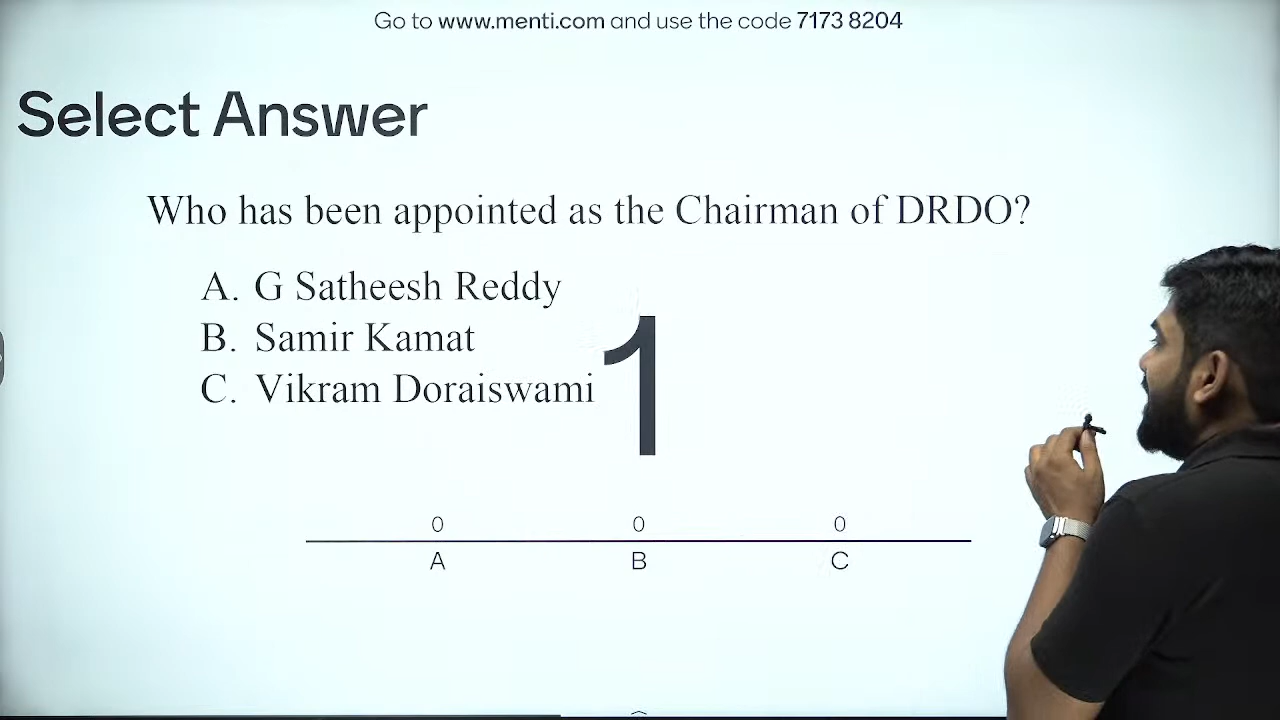 Go to www.menti.com and use the code 7173 8204
Select Answer
Who has been appointed as the Chairman of DRDO?
A. G Satheesh Reddy
B. Samir Kamat
C. Vikram Doraiswami
1
0 0 0
A B C